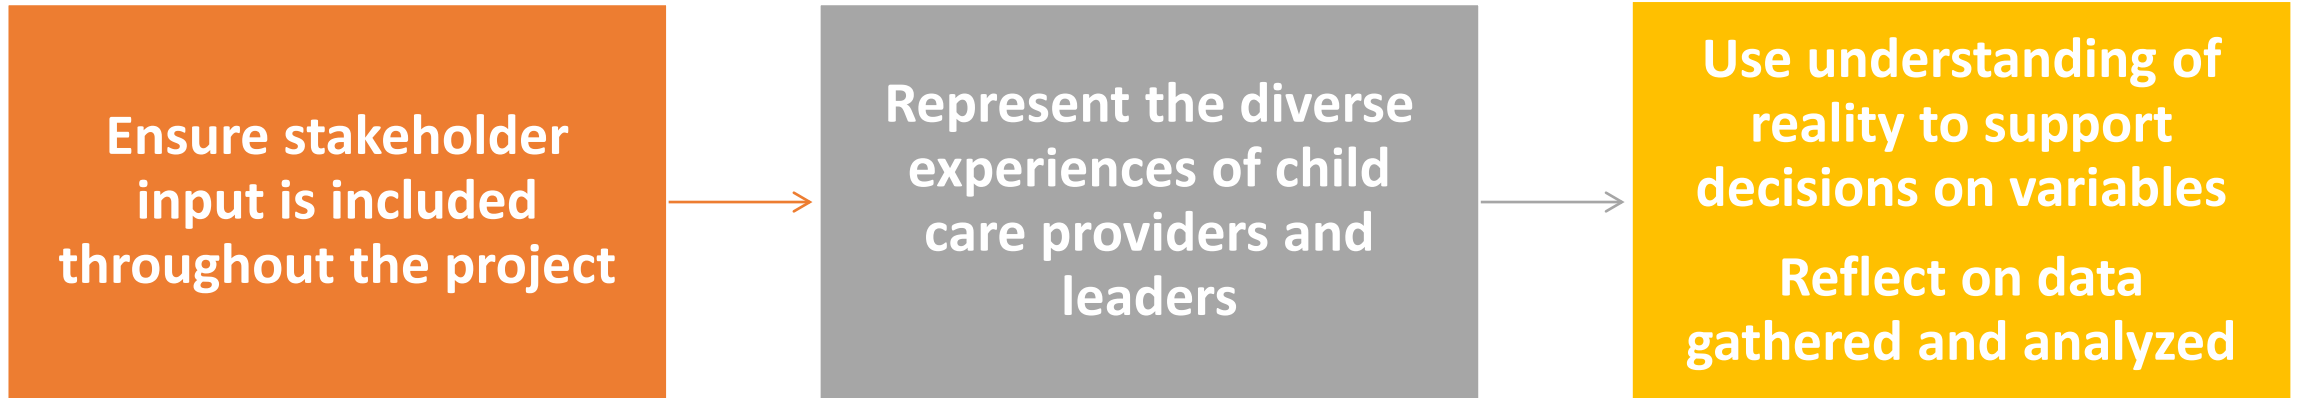 Ensure stakeholder
input is included
throughout the project
Represent the diverse
experiences of child
care providers and
leaders
Use understanding of
reality to support
decisions on variables
Reflect on data
gathered and analyzed